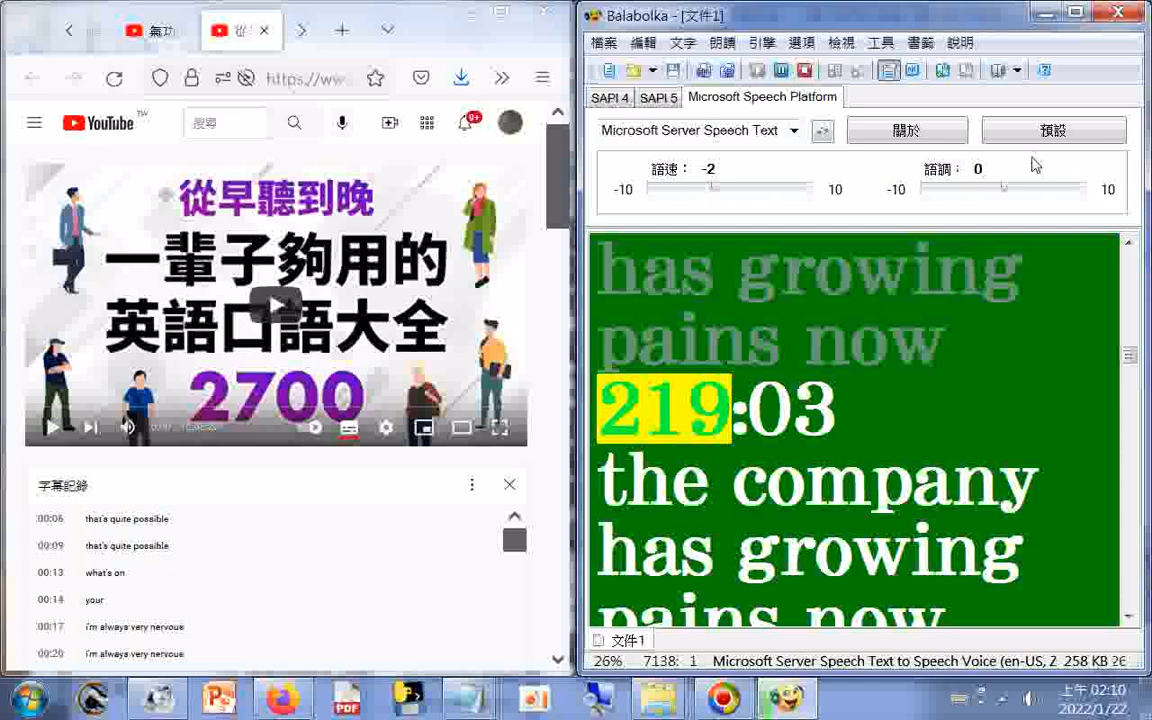 氣功
https://www
YouTube TW
搜尋
9+
從早聽到晚
一輩子夠用的
英語口語大全
2700
字幕記錄
00:06 that's quite possible
00:09 that's quite possible
00:13 what's on
00:14 your
00:17 i'm always very nervous
00:20 i'm always very nervous
Balabolka - [文件1]
檔案 編輯 文字 朗讀 引擎 選項 檢視 工具 書籤 說明
SAPI 4 SAPI 5 Microsoft Speech Platform
Microsoft Server Speech Text 關於 預設
語速： -2 語調： 0
-10 10 -10 10
has growing
pains now
219:03
the company
has growing
pains now
文件1
26% 7138: 1 Microsoft Server Speech Text to Speech Voice (en-US, Z 258 KB 26
PDF
上午 02:10
2022/1/22